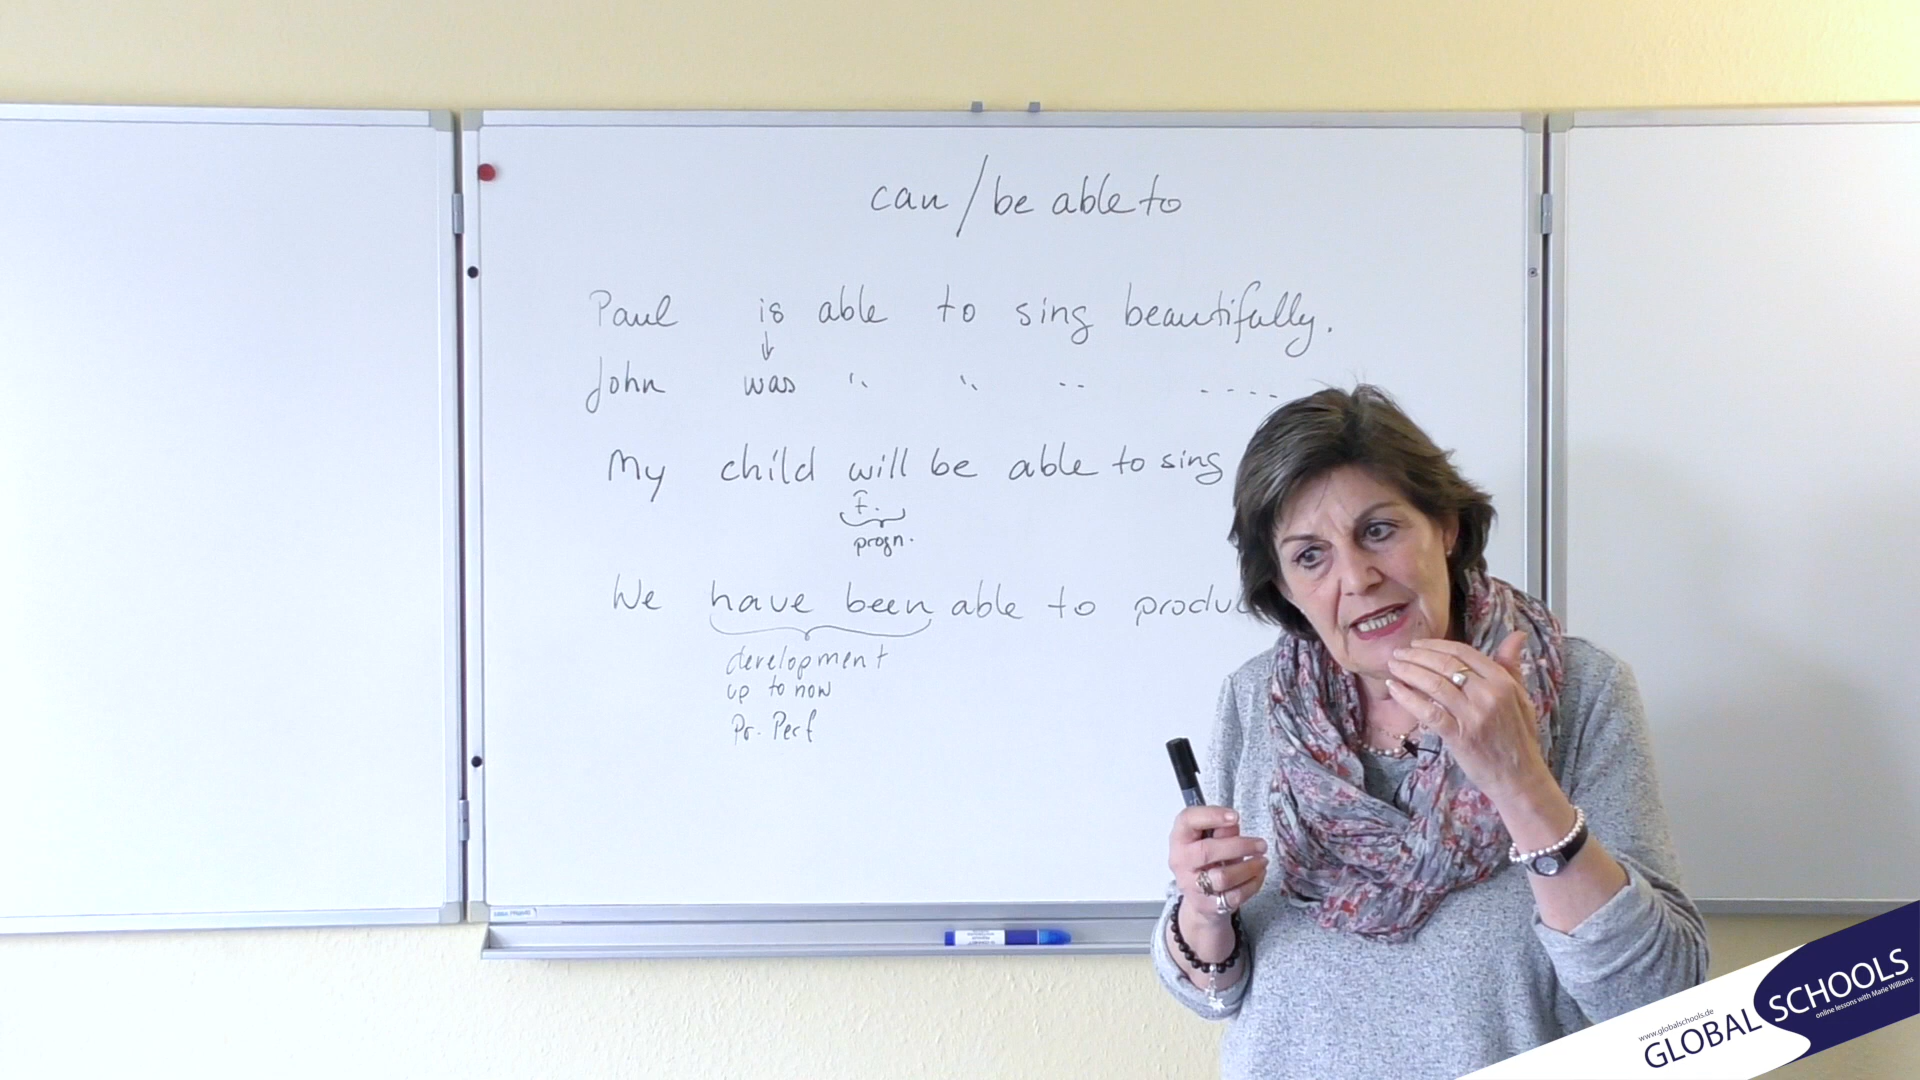 can / be able to
Paul is able to sing beautifully.
John was " " -- ----
My child will be able to sing
F.
progn.
We have been able to produc
development
up to now
Pr. Perf
www.globalschools.de
GLOBAL SCHOOLS
online lessons with Marie Williams